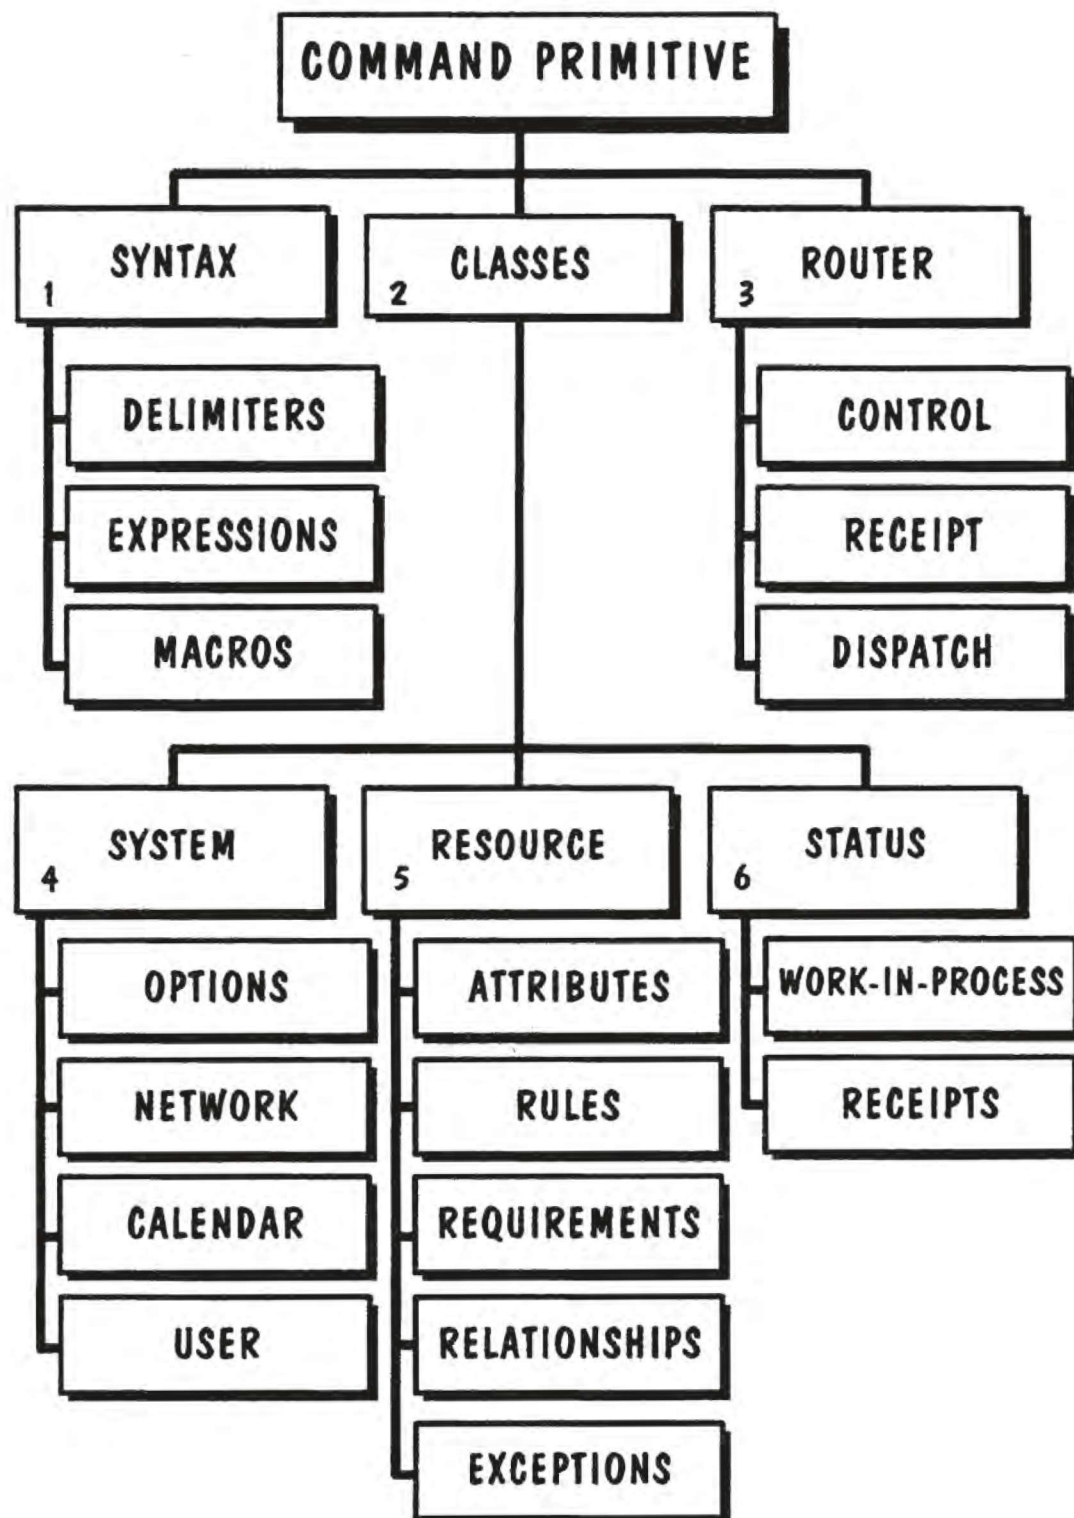 COMMAND PRIMITIVE
SYNTAX
1
CLASSES
2
ROUTER
3
DELIMITERS
EXPRESSIONS
MACROS
CONTROL
RECEIPT
DISPATCH
SYSTEM
4
RESOURCE
5
STATUS
6
OPTIONS
NETWORK
CALENDAR
USER
ATTRIBUTES
RULES
REQUIREMENTS
RELATIONSHIPS
EXCEPTIONS
WORK-IN-PROCESS
RECEIPTS